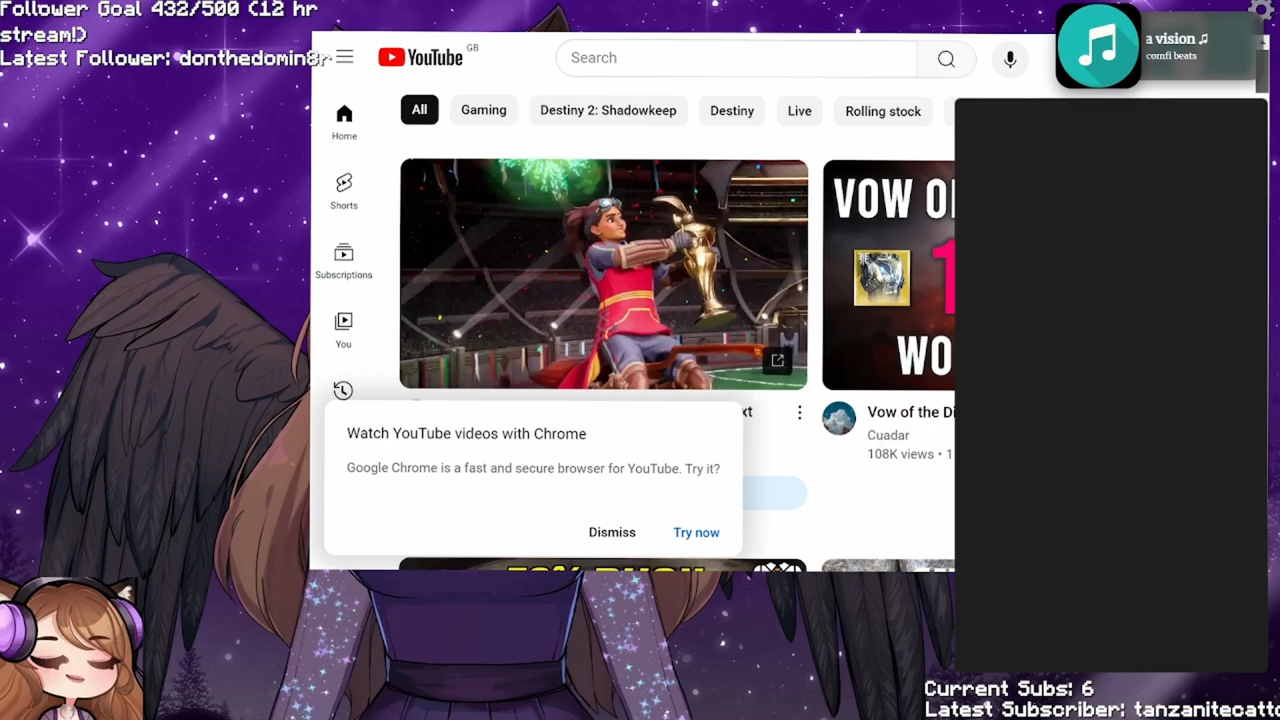 Follower Goal 432/500 (12 hr
stream!)
Latest Follower: donthedomin8r
YouTube GB
Search
a vision ♫
comfi beats
All
Gaming
Destiny 2: Shadowkeep
Destiny
Live
Rolling stock
Home
Shorts
Subscriptions
You
VOW O
1
WO
xt
Vow of the Di
Cuadar
108K views • 1
Watch YouTube videos with Chrome
Google Chrome is a fast and secure browser for YouTube. Try it?
Dismiss
Try now
Current Subs: 6
Latest Subscriber: tanzanitecatto